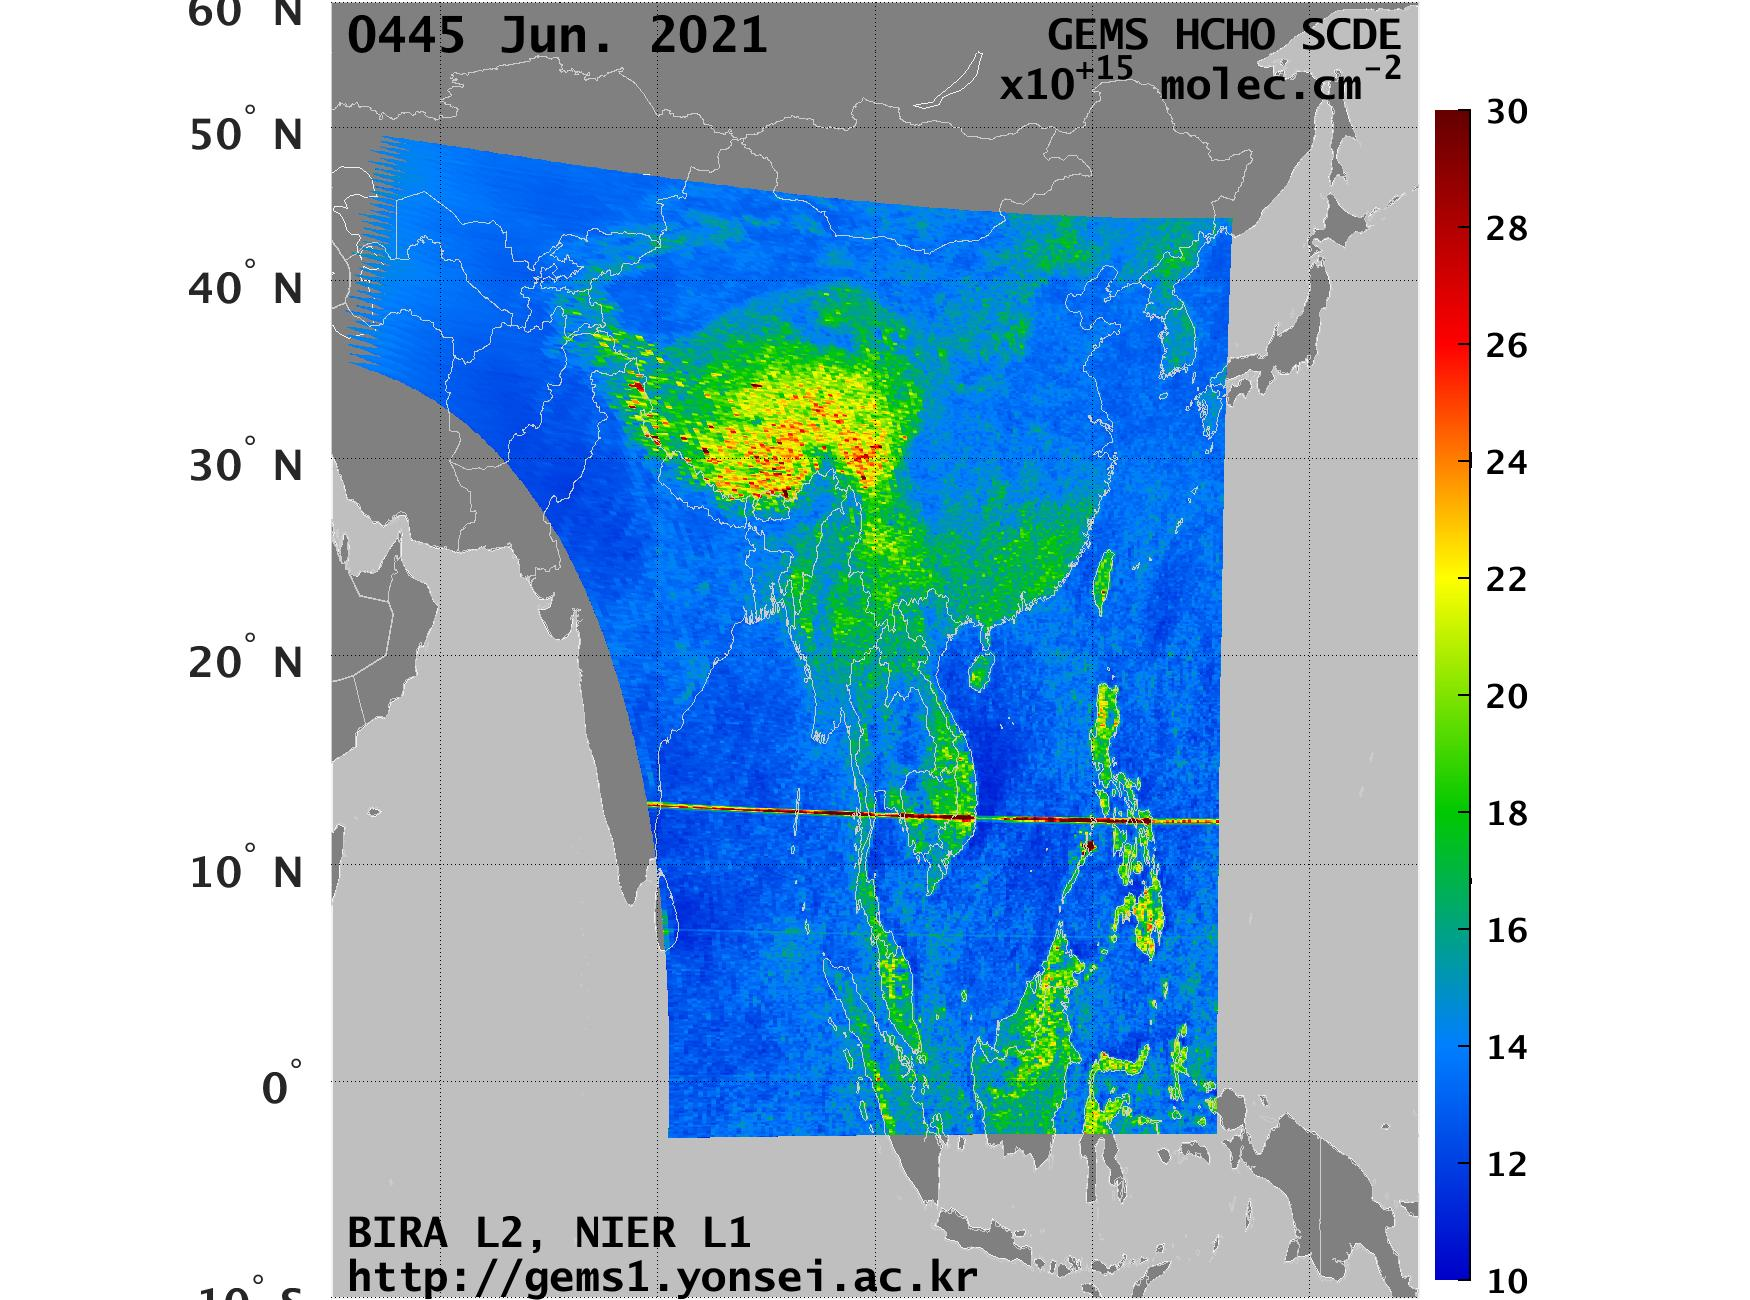 60° N
0445 Jun. 2021
GEMS HCHO SCDE
x10+15 molec.cm-2
30
50° N
28
40° N
26
30° N
24
22
20° N
20
18
10° N
16
14
0°
12
BIRA L2, NIER L1
http://gems1.yonsei.ac.kr
10
10° S